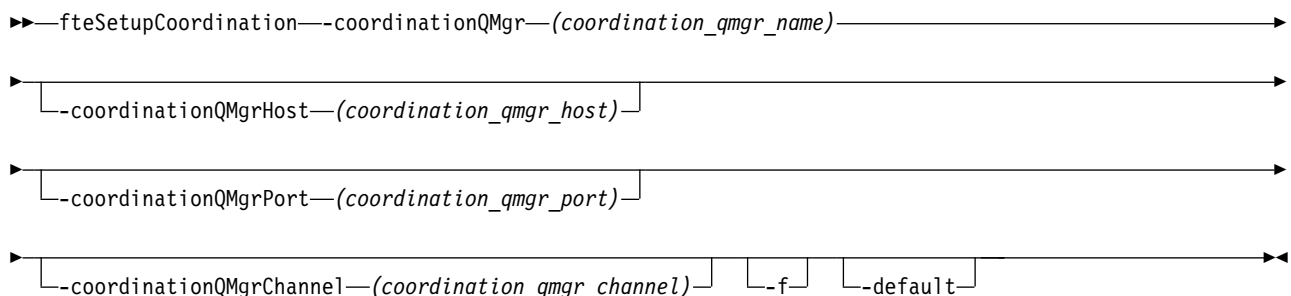 fteSetupCoordination -coordinationQMgr (coordination_qmgr_name)
-coordinationQMgrHost (coordination_qmgr_host)
-coordinationQMgrPort (coordination_qmgr_port)
-coordinationQMgrChannel (coordination_qmgr_channel) -f -default